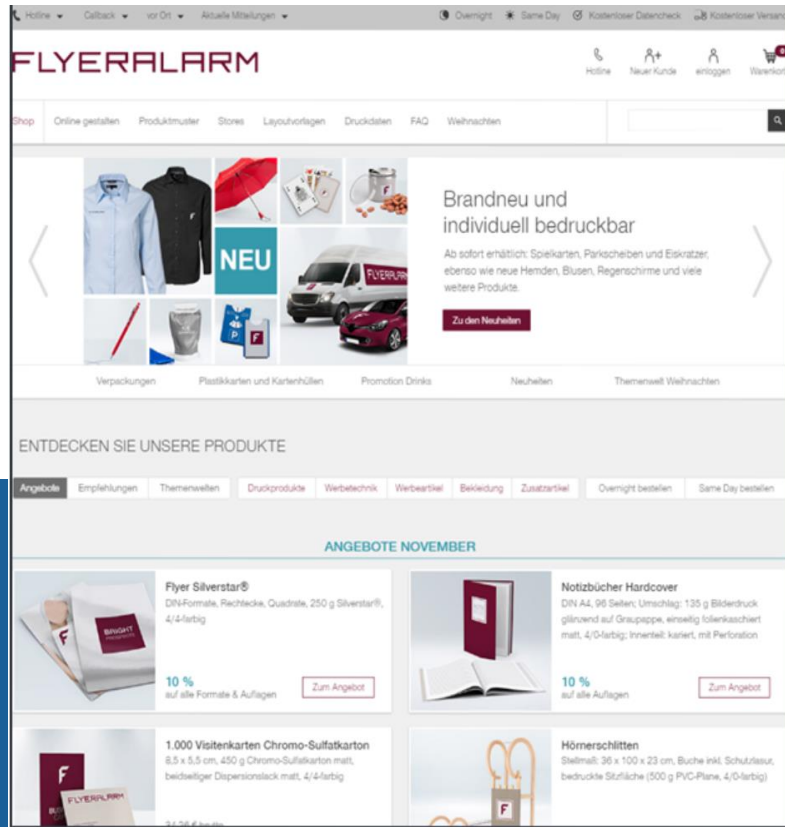 Hotline Callback vor Ort Aktuelle Mitteilungen Overnight Same Day Kostenloser Datencheck Kostenloser Versand
FLYERALARM
Hotline Neuer Kunde einloggen Warenkorb
0
Shop Online gestalten Produktmuster Stores Layoutvorlagen Druckdaten FAQ Weihnachten
Brandneu und
individuell bedruckbar
Ab sofort erhältlich: Spielkarten, Parkscheiben und Eiskratzer,
ebenso wie neue Hemden, Blusen, Regenschirme und viele
weitere Produkte.
Zu den Neuheiten
NEU
FLYERALARM
F
P
F
Verpackungen Plastikkarten und Kartenhüllen Promotion Drinks Neuheiten Themenwelt Weihnachten
ENTDECKEN SIE UNSERE PRODUKTE
Angebote Empfehlungen Themenwelten Druckprodukte Werbetechnik Werbeartikel Bekleidung Zusatzartikel Overnight bestellen Same Day bestellen
ANGEBOTE NOVEMBER
Flyer Silverstar®
DIN-Formate, Rechtecke, Quadrate, 250 g Silverstar®,
4/4-farbig
10 %
auf alle Formate & Auflagen
Zum Angebot
BRIGHT
Notizbücher Hardcover
DIN A4, 96 Seiten; Umschlag: 135 g Bilderdruck
glänzend auf Graupappe, einseitig folienkaschiert
matt, 4/0-farbig; Innenteil: kariert, mit Perforation
10 %
auf alle Auflagen
Zum Angebot
1.000 Visitenkarten Chromo-Sulfatkarton
8,5 x 5,5 cm, 450 g Chromo-Sulfatkarton matt,
beidseitiger Dispersionslack matt, 4/4-farbig
F
FLYERALARM
Hörnerschlitten
Stellmaß: 36 x 100 x 23 cm, Buche inkl. Schutzlasur,
bedruckte Sitzfläche (500 g PVC-Plane, 4/0-farbig)
F